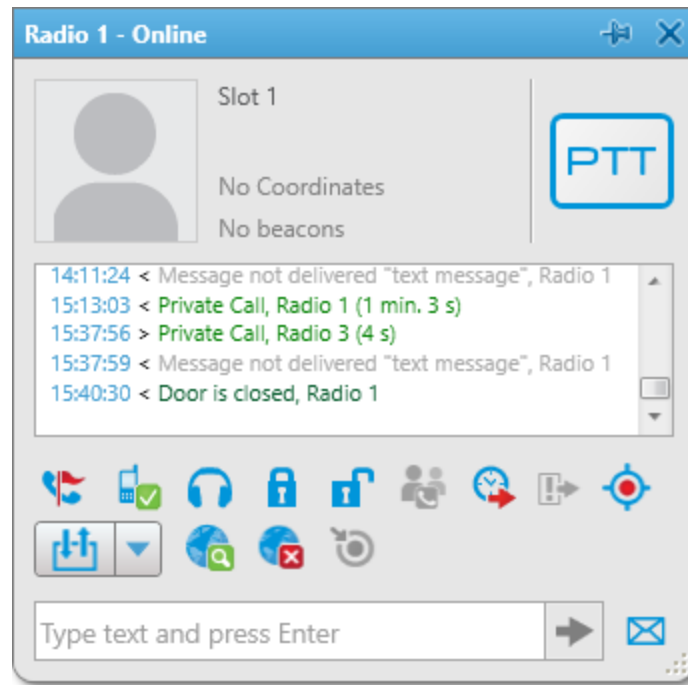 Radio 1 - Online
Slot 1
No Coordinates
No beacons
PTT
14:11:24 < Message not delivered "text message", Radio 1
15:13:03 < Private Call, Radio 1 (1 min. 3 s)
15:37:56 > Private Call, Radio 3 (4 s)
15:37:59 < Message not delivered "text message", Radio 1
15:40:30 < Door is closed, Radio 1
Type text and press Enter